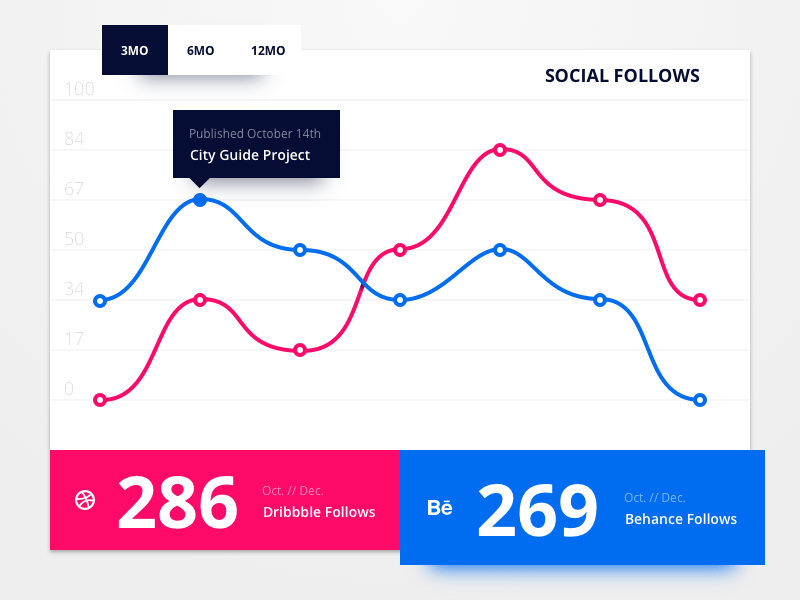 3MO 6MO 12MO
SOCIAL FOLLOWS
100
84
67
50
34
17
0
Published October 14th
City Guide Project
286
Oct. // Dec.
Dribbble Follows
Bē
269
Oct. // Dec.
Behance Follows